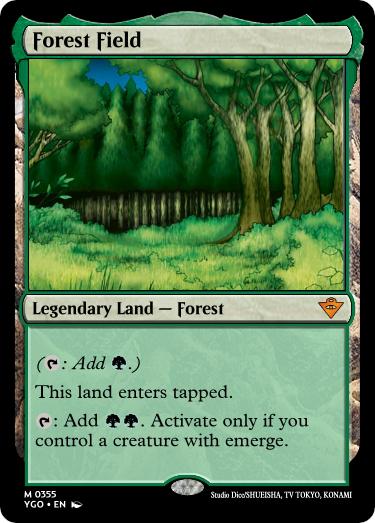 Forest Field
Legendary Land — Forest
(: Add .)
This land enters tapped.
: Add . Activate only if you
control a creature with emerge.
M 0355
YGO • EN
Studio Dice/SHUEISHA, TV TOKYO, KONAMI